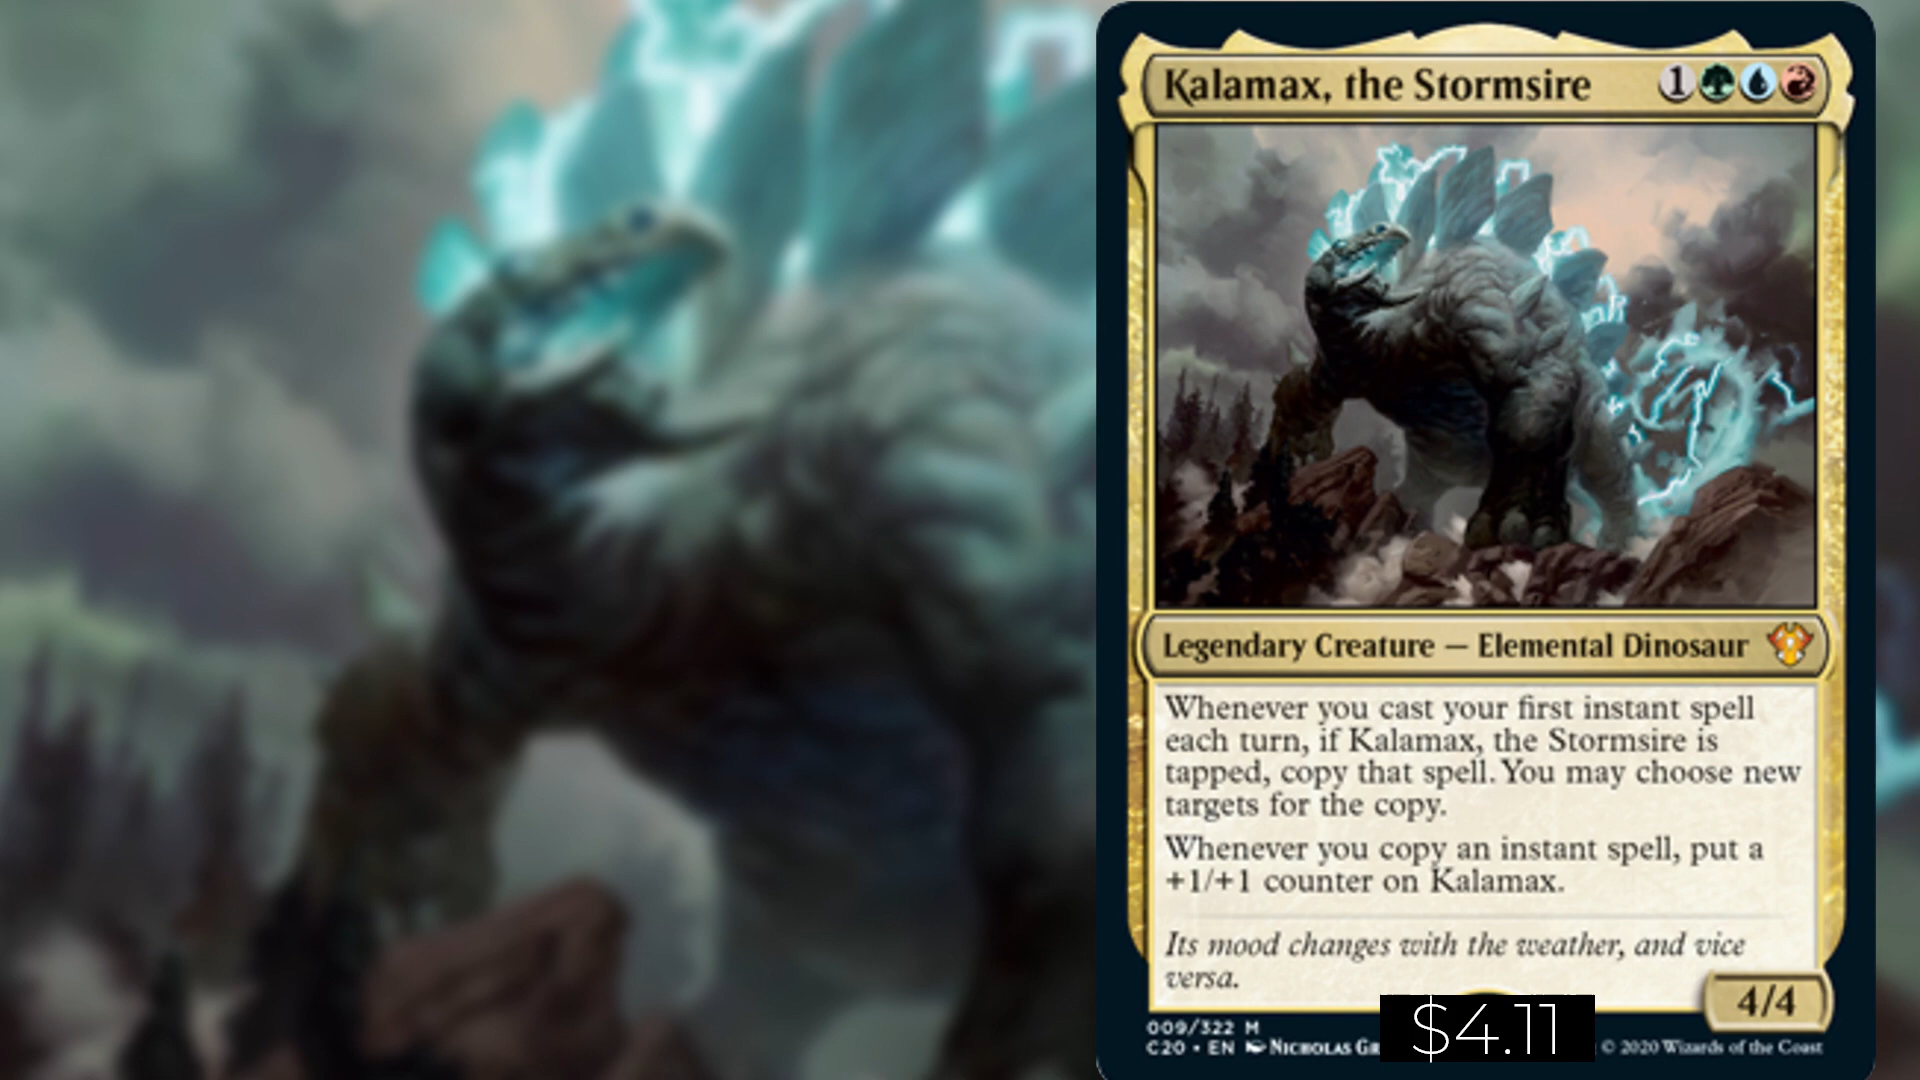 Kalamax, the Stormsire 1
Legendary Creature — Elemental Dinosaur
Whenever you cast your first instant spell
each turn, if Kalamax, the Stormsire is
tapped, copy that spell. You may choose new
targets for the copy.
Whenever you copy an instant spell, put a
+1/+1 counter on Kalamax.
Its mood changes with the weather, and vice
versa.
4/4
009/322 M
C20 • EN Nicholas
$4.11
© 2020 Wizards of the Coast